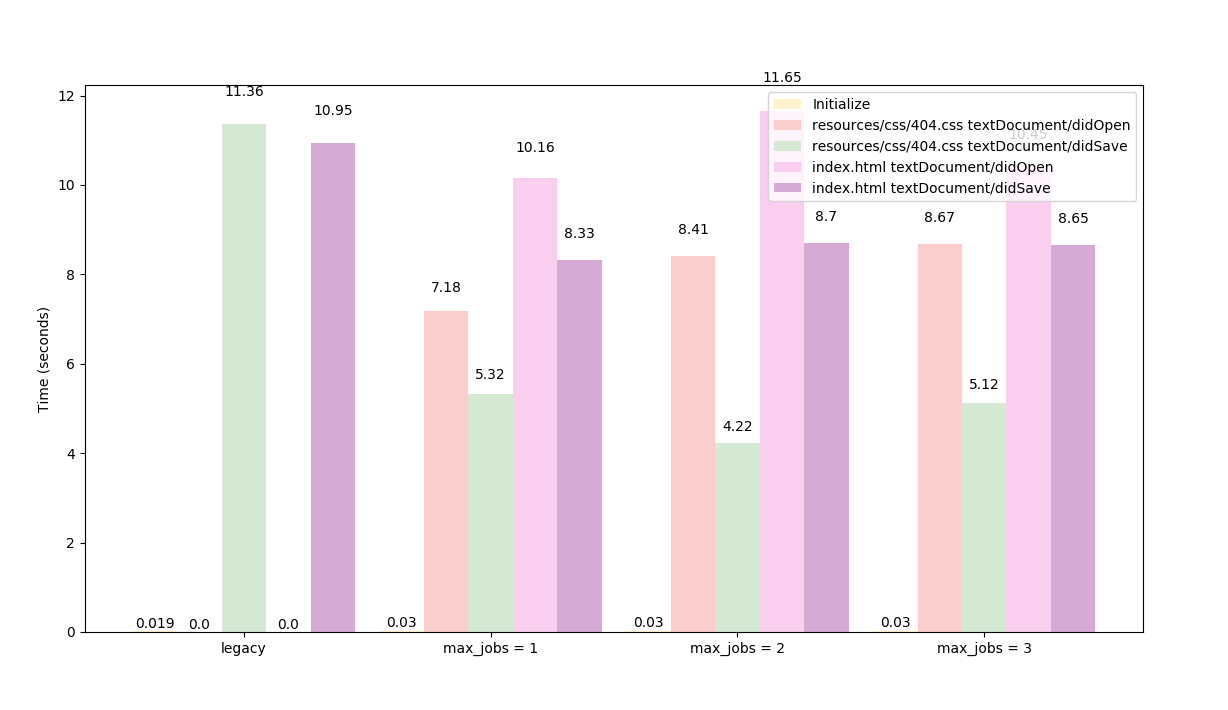 11.65
12
11.36
Initialize
10.95
resources/css/404.css textDocument/didOpen
10.45
resources/css/404.css textDocument/didSave
10.16
index.html textDocument/didOpen
10
index.html textDocument/didSave
8.41
8.7
8.67
8.65
8.33
8
7.18
Time (seconds)
6
5.32
5.12
4.22
4
2
0.019
0.0
0.0
0.03
0.03
0.03
0
legacy
max_jobs = 1
max_jobs = 2
max_jobs = 3